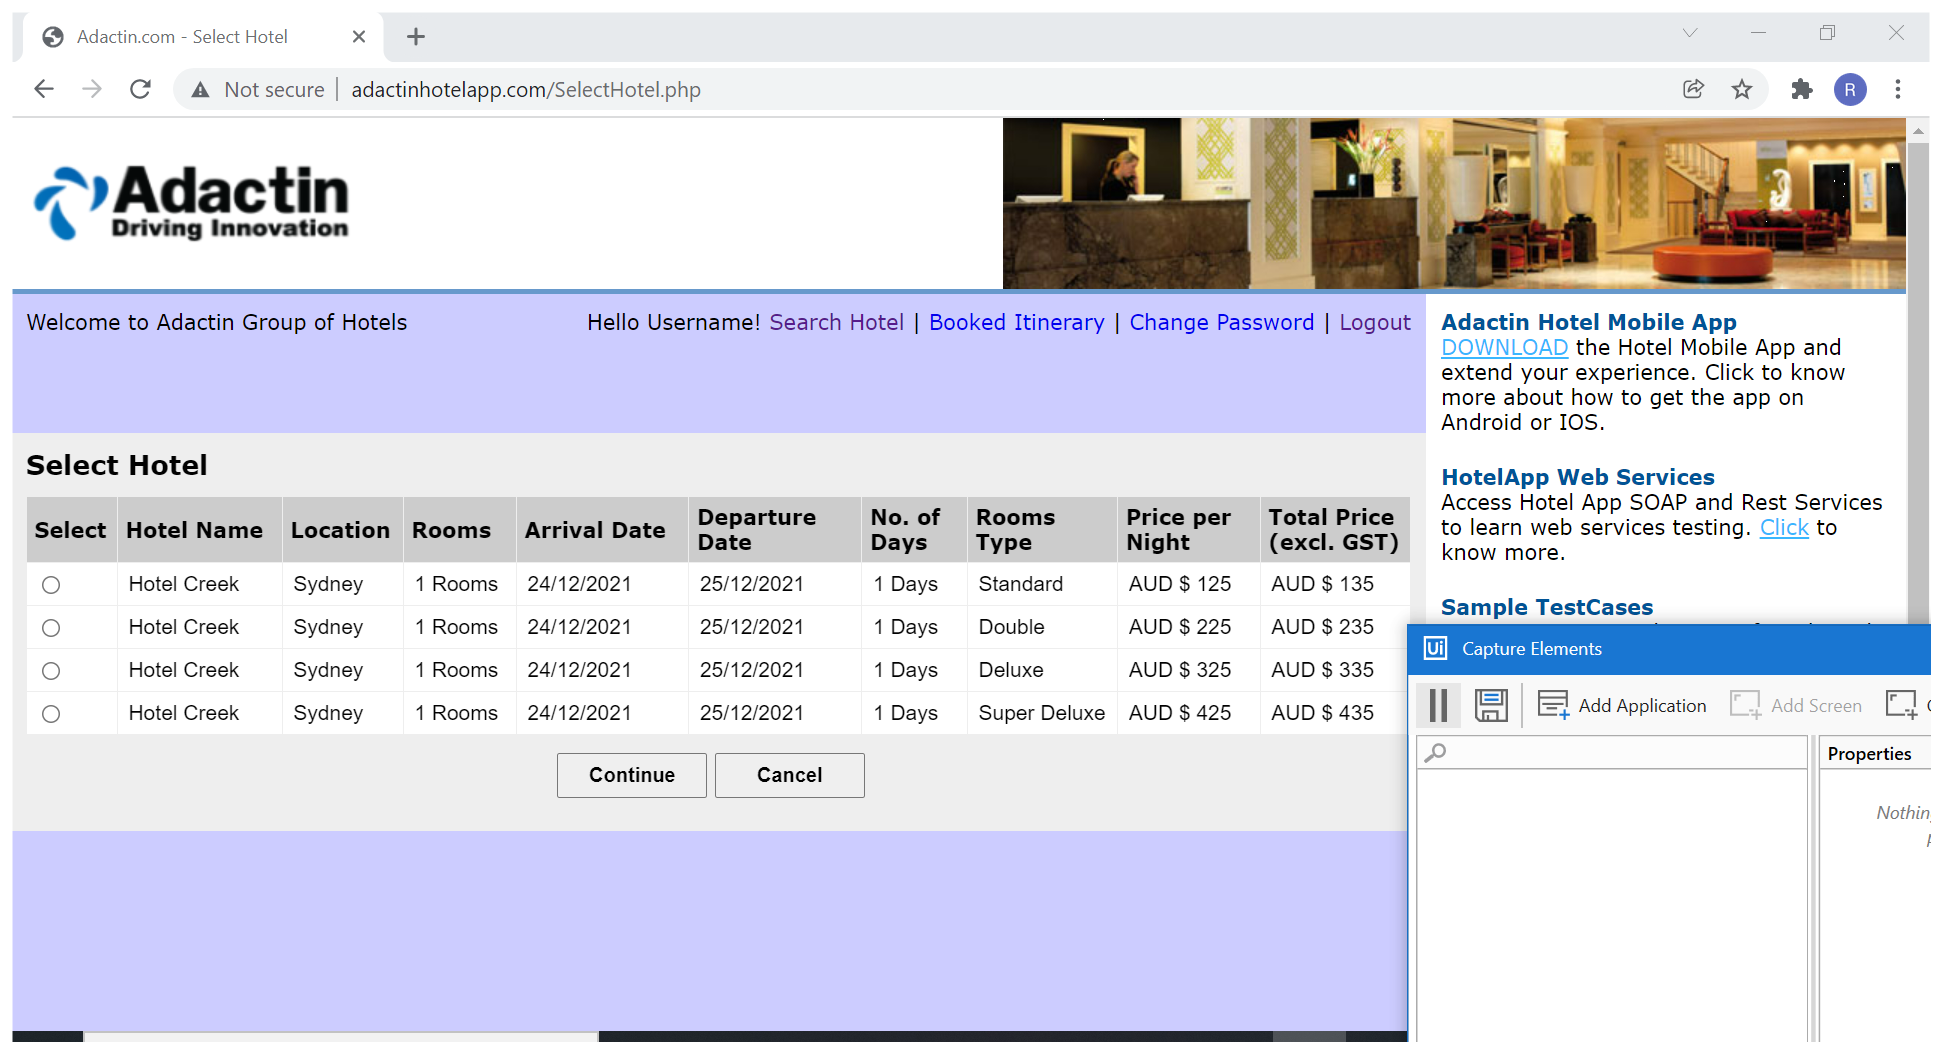 Adactin.com - Select Hotel
Not secure | adactinhotelapp.com/SelectHotel.php
R
Adactin
Driving Innovation
Welcome to Adactin Group of Hotels
Hello Username! Search Hotel | Booked Itinerary | Change Password | Logout
Adactin Hotel Mobile App
DOWNLOAD the Hotel Mobile App and
extend your experience. Click to know
more about how to get the app on
Android or IOS.
HotelApp Web Services
Access Hotel App SOAP and Rest Services
to learn web services testing. Click to
know more.
Sample TestCases
Select Hotel
Select Hotel Name Location Rooms Arrival Date Departure Date No. of Days Rooms Type Price per Night Total Price (excl. GST)
Hotel Creek Sydney 1 Rooms 24/12/2021 25/12/2021 1 Days Standard AUD $ 125 AUD $ 135
Hotel Creek Sydney 1 Rooms 24/12/2021 25/12/2021 1 Days Double AUD $ 225 AUD $ 235
Hotel Creek Sydney 1 Rooms 24/12/2021 25/12/2021 1 Days Deluxe AUD $ 325 AUD $ 335
Hotel Creek Sydney 1 Rooms 24/12/2021 25/12/2021 1 Days Super Deluxe AUD $ 425 AUD $ 435
Continue Cancel
Ui Capture Elements
Add Application Add Screen
Properties